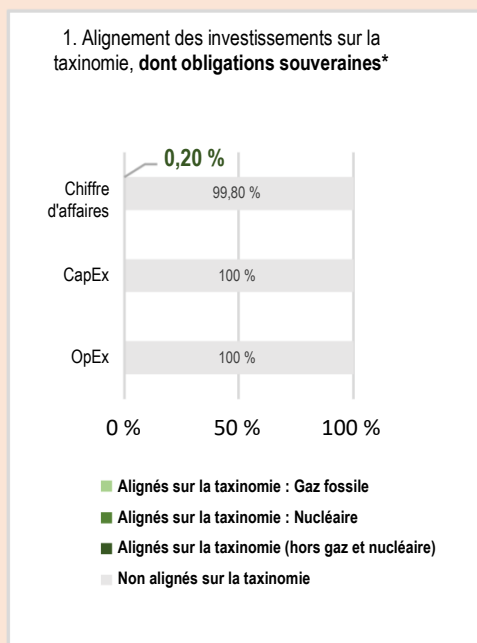 1. Alignement des investissements sur la
taxinomie, dont obligations souveraines*
0,20 %
Chiffre
d'affaires
99,80 %
CapEx
100 %
OpEx
100 %
0 %
50 %
100 %
Alignés sur la taxinomie : Gaz fossile
Alignés sur la taxinomie : Nucléaire
Alignés sur la taxinomie (hors gaz et nucléaire)
Non alignés sur la taxinomie